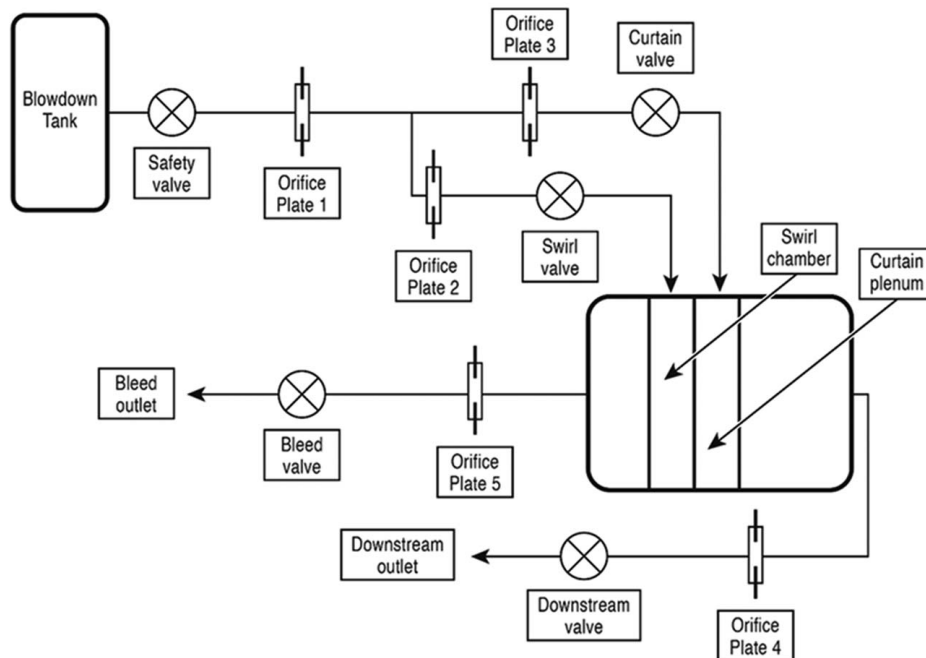 Orifice
Plate 3
Curtain
valve
Blowdown
Tank
Safety
valve
Orifice
Plate 1
Orifice
Plate 2
Swirl
valve
Swirl
chamber
Curtain
plenum
Bleed
outlet
Bleed
valve
Orifice
Plate 5
Downstream
outlet
Downstream
valve
Orifice
Plate 4